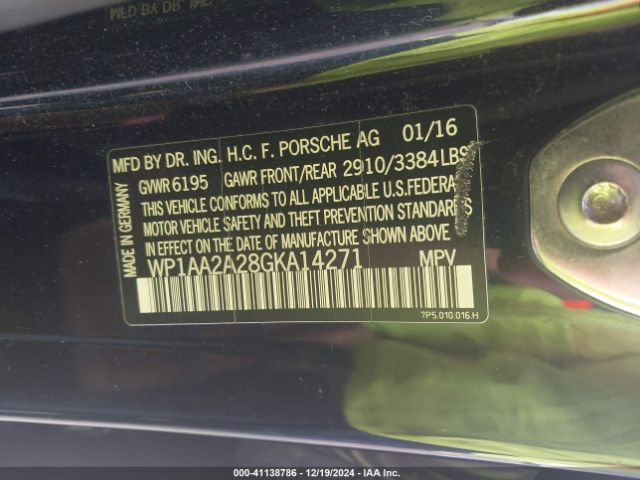 MFD BY DR. ING. H.C. F. PORSCHE AG 01/16
GVWR 6195 GAWR FRONT/REAR 2910/3384 LBS
THIS VEHICLE CONFORMS TO ALL APPLICABLE U.S. FEDERA
MOTOR VEHICLE SAFETY AND THEFT PREVENTION STANDARDS
IN EFFECT ON THE DATE OF MANUFACTURE SHOWN ABOVE
WP1AA2A28GKA14271 MPV
MADE IN GERMANY
7P5.010.016.H
000-41138786 - 12/19/2024 - IAA Inc.